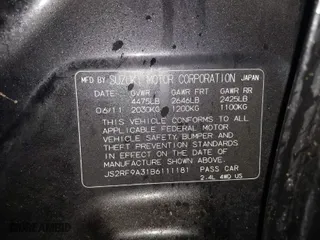 MFD. BY SUZUKI MOTOR CORPORATION JAPAN
DATE: GVWR GAWR FRT GAWR RR
4475LB 2646LB 2425LB
06/11 2030KG 1200KG 1100KG
THIS VEHICLE CONFORMS TO ALL
APPLICABLE FEDERAL MOTOR
VEHICLE SAFETY, BUMPER AND
THEFT PREVENTION STANDARDS
IN EFFECT ON THE DATE OF
MANUFACTURE SHOWN ABOVE.
JS2RF9A31B6111181 PASS CAR
2.4L 4WD US